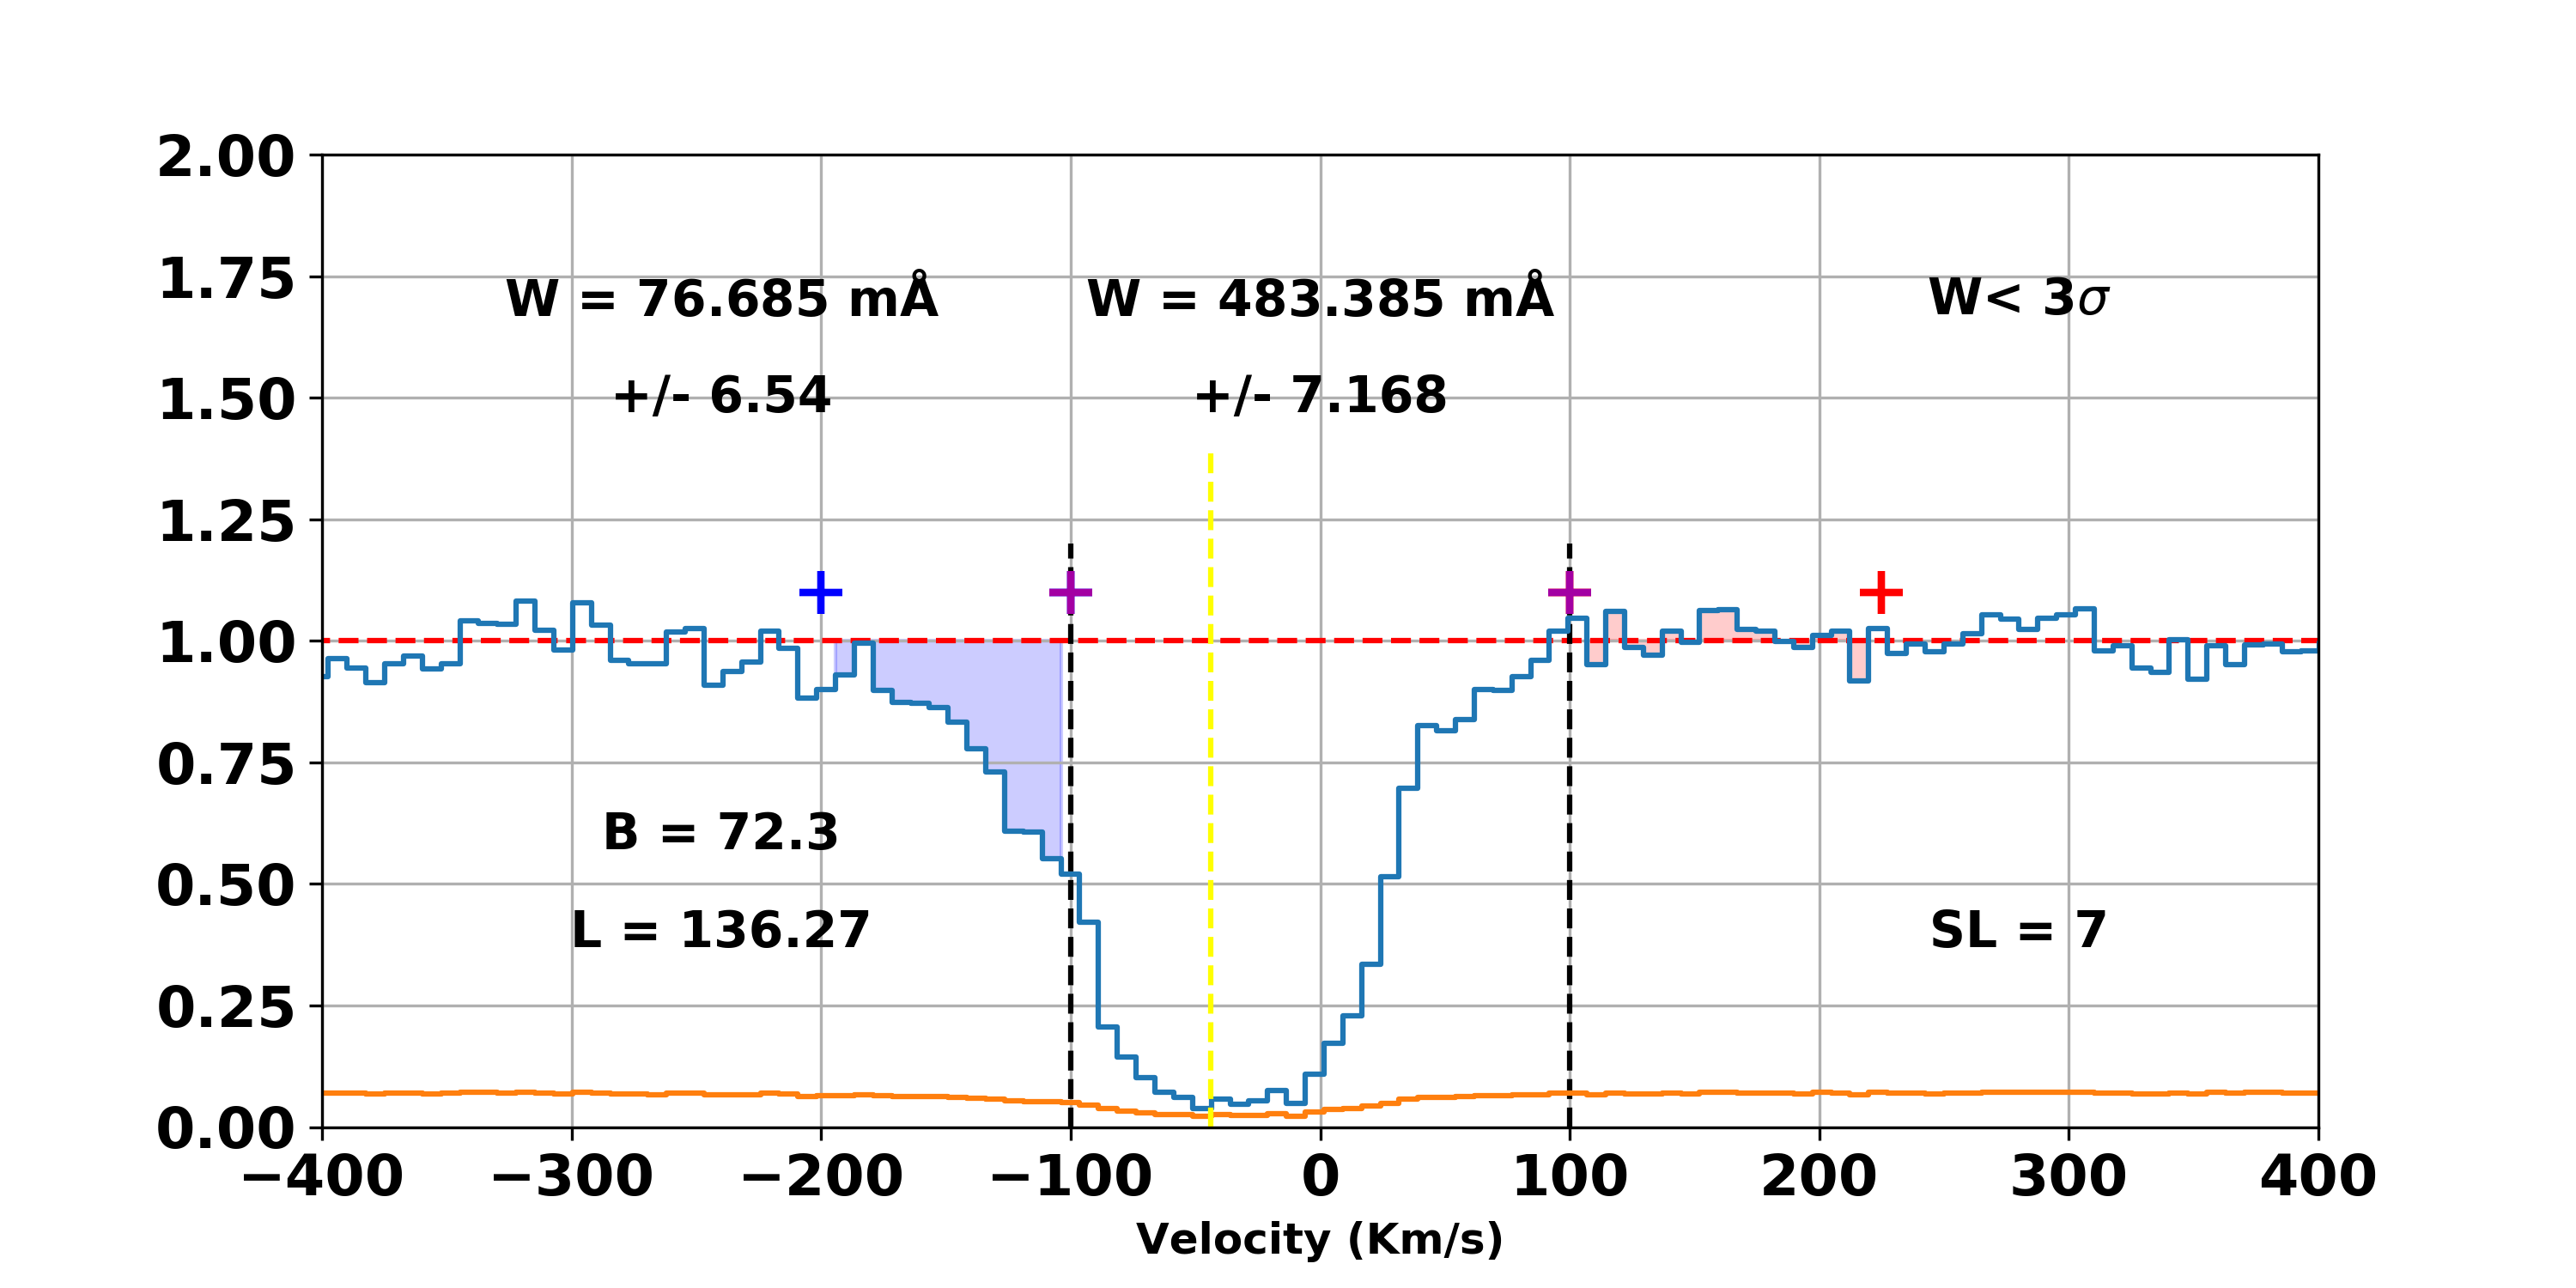 2.00
1.75
1.50
1.25
1.00
0.75
0.50
0.25
0.00
W = 76.685 mÅ
+/- 6.54
W = 483.385 mÅ
+/- 7.168
W< 3σ
B = 72.3
L = 136.27
SL = 7
−400 −300 −200 −100 0 100 200 300 400
Velocity (Km/s)